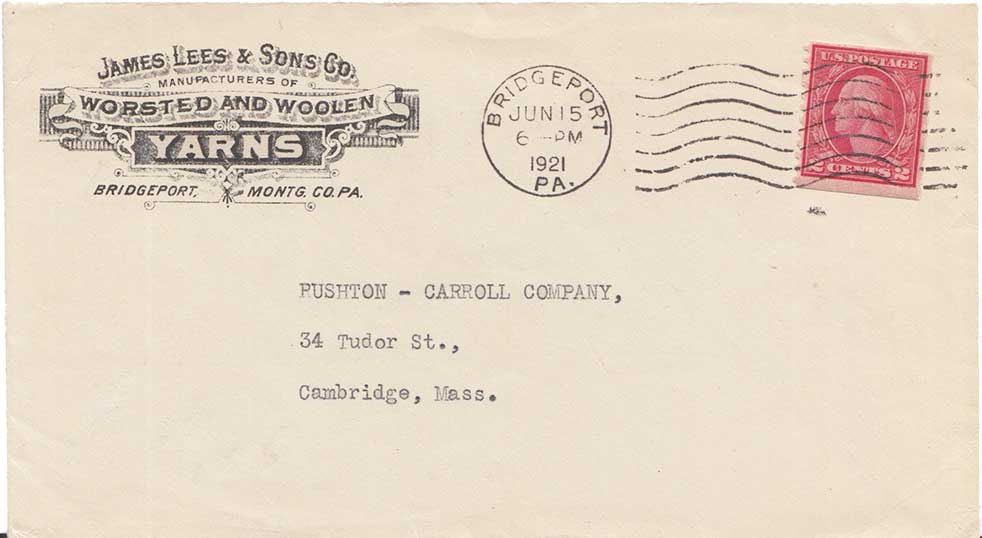 JAMES LEES & SONS CO.
MANUFACTURERS OF
WORSTED AND WOOLEN
YARNS
BRIDGEPORT, MONTG. CO. PA.
BRIDGEPORT
JUN 15
6 - PM
1921
PA.
U.S. POSTAGE
2 CENTS 2
RUSHTON - CARROLL COMPANY,
34 Tudor St.,
Cambridge, Mass.